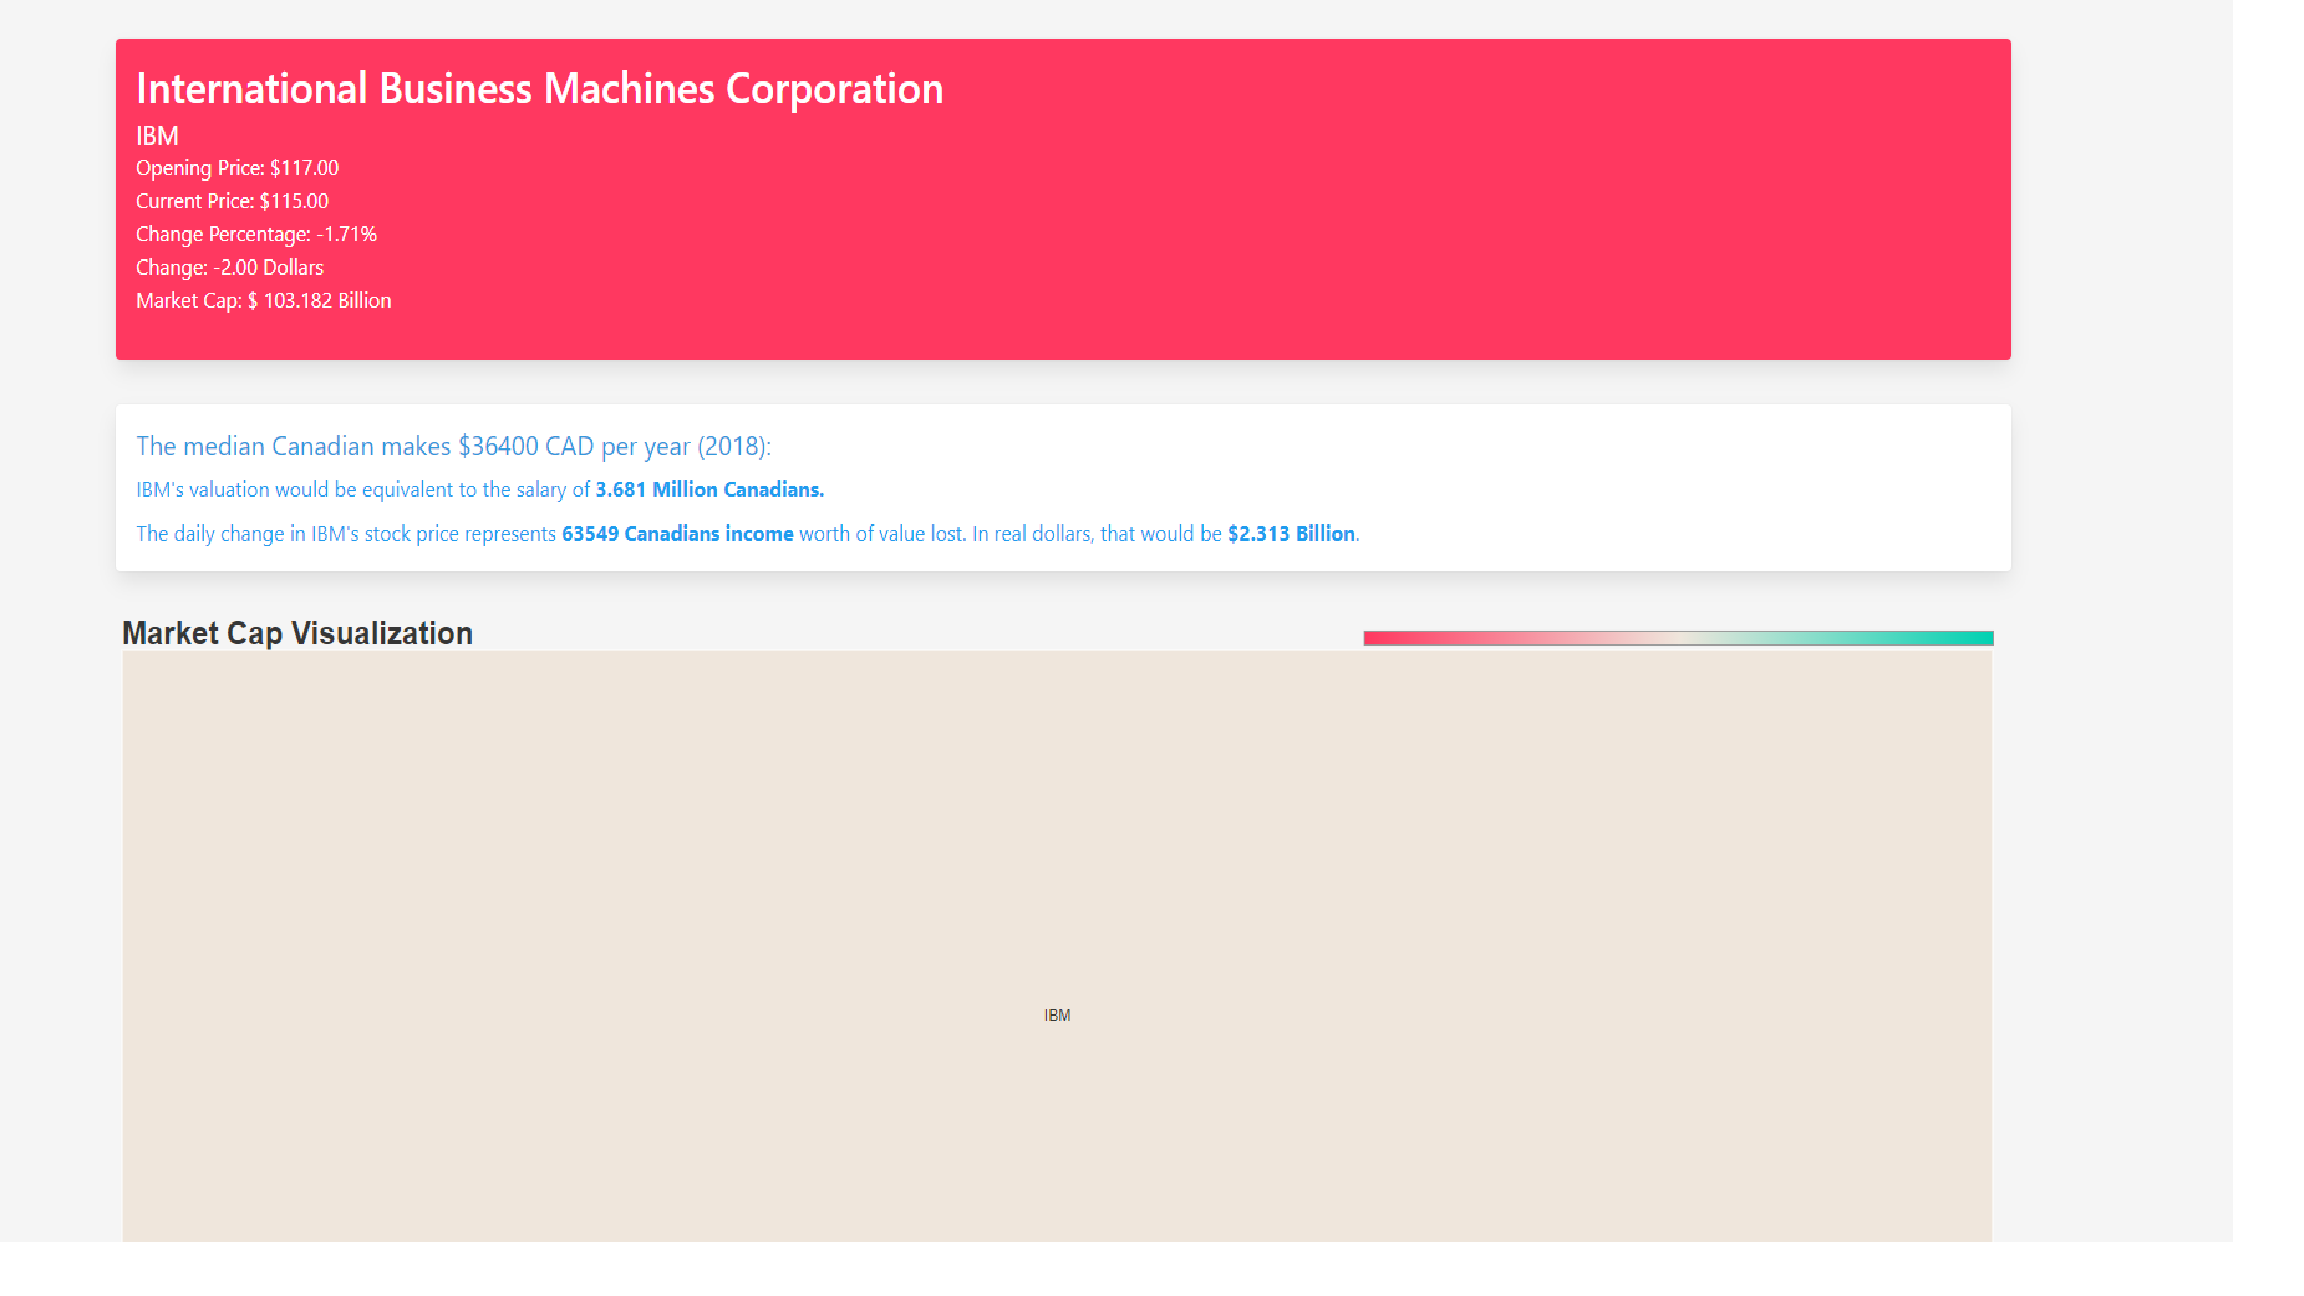 International Business Machines Corporation
IBM
Opening Price: $117.00
Current Price: $115.00
Change Percentage: -1.71%
Change: -2.00 Dollars
Market Cap: $ 103.182 Billion
The median Canadian makes $36400 CAD per year (2018):
IBM's valuation would be equivalent to the salary of 3.681 Million Canadians.
The daily change in IBM's stock price represents 63549 Canadians income worth of value lost. In real dollars, that would be $2.313 Billion.
Market Cap Visualization
IBM